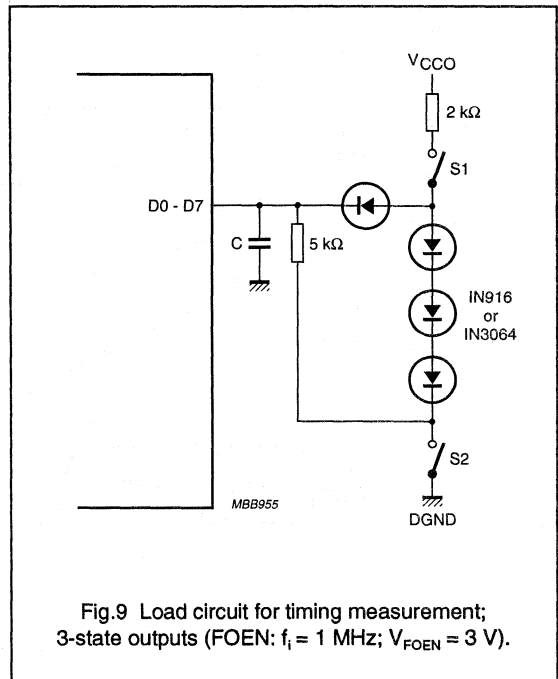 VCCO
2 kΩ
S1
D0 - D7
C
5 kΩ
IN916
or
IN3064
S2
MBB955
DGND
Fig.9 Load circuit for timing measurement;
3-state outputs (FOEN: fi = 1 MHz; VFOEN = 3 V).